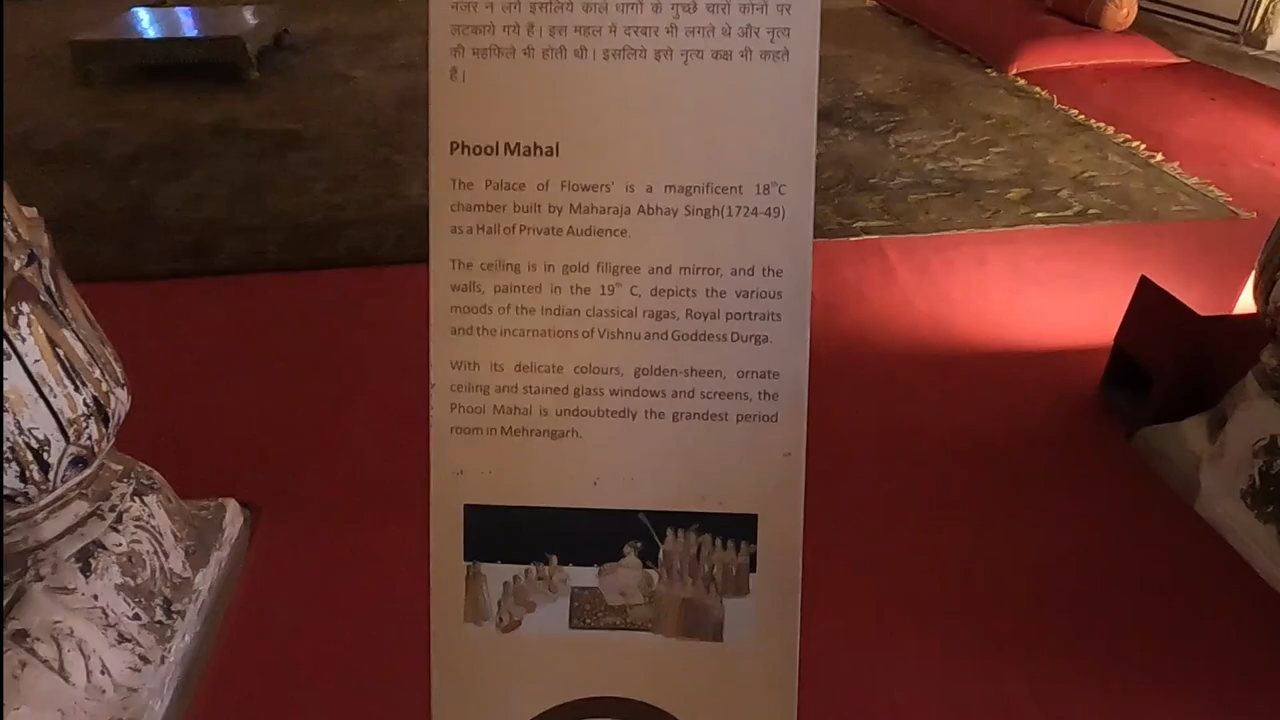 नजर न लगे इसलिये काले धागों के गुच्छे चारों कोनों पर
लटकाये गये हैं। इस महल में दरबार भी लगते थे और नृत्य
की महफिले भी होती थी। इसलिये इसे नृत्य कक्ष भी कहते
हैं।
Phool Mahal
The Palace of Flowers' is a magnificent 18thC
chamber built by Maharaja Abhay Singh(1724-49)
as a Hall of Private Audience.
The ceiling is in gold filigree and mirror, and the
walls, painted in the 19th C, depicts the various
moods of the Indian classical ragas, Royal portraits
and the incarnations of Vishnu and Goddess Durga.
With its delicate colours, golden-sheen, ornate
ceiling and stained glass windows and screens, the
Phool Mahal is undoubtedly the grandest period
room in Mehrangarh.